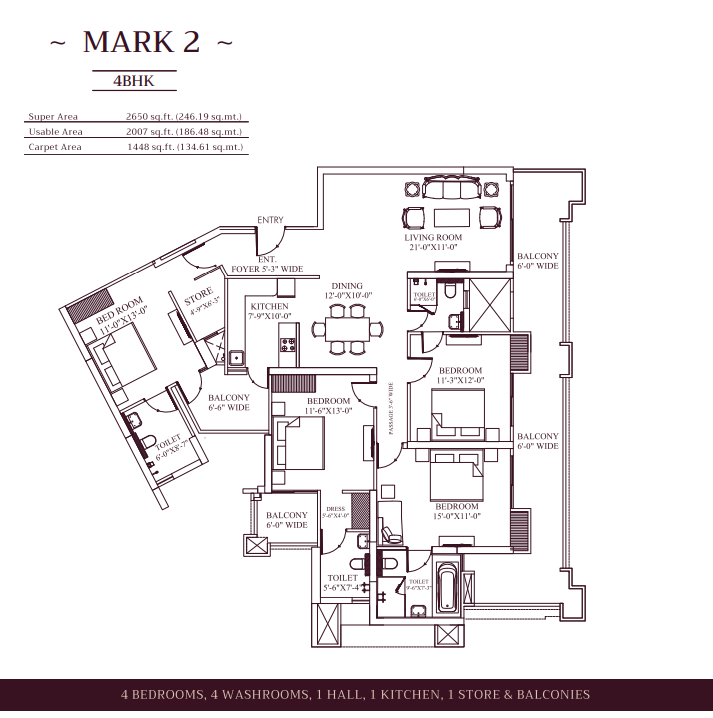 ~ MARK 2 ~
4BHK
Super Area 2650 sq.ft. (246.19 sq.mt.)
Usable Area 2007 sq.ft. (186.48 sq.mt.)
Carpet Area 1448 sq.ft. (134.61 sq.mt.)
ENTRY
LIVING ROOM
21'-0"X11'-0"
ENT.
FOYER 5'-3" WIDE
BALCONY
6'-0" WIDE
DINING
12'-0"X10'-0"
STORE
4'-9"X6'-3"
TOILET
BED ROOM
11'-0"X13'-0"
KITCHEN
7'-9"X10'-0"
BEDROOM
11'-3"X12'-0"
BALCONY
6'-6" WIDE
BEDROOM
11'-6"X13'-0"
PASSAGE 3'-6" WIDE
BALCONY
6'-0" WIDE
TOILET
6'-0"X8'-7"
BALCONY
6'-0" WIDE
DRESS
5'-6"X4'-0"
BEDROOM
15'-0"X11'-0"
TOILET
5'-6"X7'-4"
TOILET
9'-6"X7'-3"
4 BEDROOMS, 4 WASHROOMS, 1 HALL, 1 KITCHEN, 1 STORE & BALCONIES